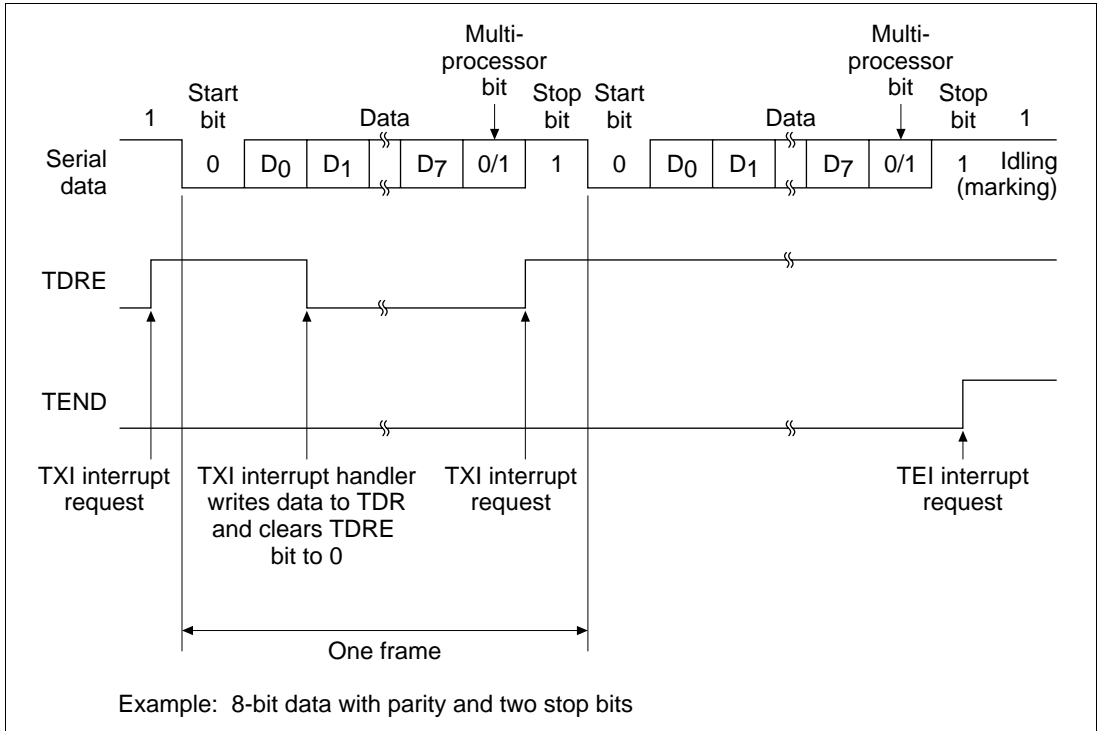 Multi-
processor
bit
Multi-
processor
bit
1 Start
bit Data Stop
bit Start
bit Data Stop
bit 1
Serial
data
0 D0 D1 D7 0/1 1 0 D0 D1 D7 0/1 1 Idling
(marking)
TDRE
TEND
TXI interrupt
request
TXI interrupt handler
writes data to TDR
and clears TDRE
bit to 0
TXI interrupt
request
TEI interrupt
request
One frame
Example: 8-bit data with parity and two stop bits